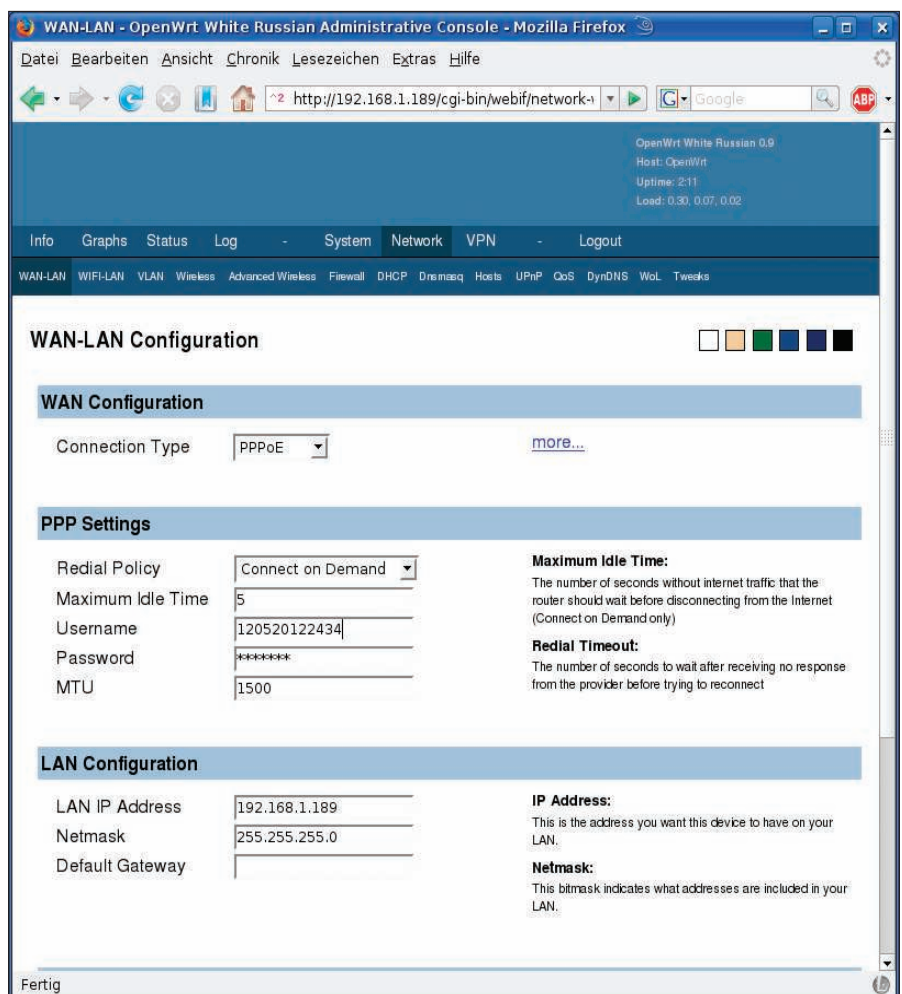 WAN-LAN - OpenWrt White Russian Administrative Console - Mozilla Firefox
Datei Bearbeiten Ansicht Chronik Lesezeichen Extras Hilfe
http://192.168.1.189/cgi-bin/webif/network- Google ABP
OpenWrt White Russian 0.9
Host: OpenWrt
Uptime: 2:11
Load: 0.30, 0.07, 0.02
Info Graphs Status Log - System Network VPN - Logout
WAN-LAN WIFI-LAN VLAN Wireless Advanced Wireless Firewall DHCP Dnsmasq Hosts UPnP QoS DynDNS WoL Tweaks
WAN-LAN Configuration
WAN Configuration
Connection Type PPPoE more...
PPP Settings
Redial Policy Connect on Demand
Maximum Idle Time 5
Username 120520122434
Password *******
MTU 1500
Maximum Idle Time:
The number of seconds without internet traffic that the
router should wait before disconnecting from the Internet
(Connect on Demand only)
Redial Timeout:
The number of seconds to wait after receiving no response
from the provider before trying to reconnect
LAN Configuration
LAN IP Address 192.168.1.189
Netmask 255.255.255.0
Default Gateway
IP Address:
This is the address you want this device to have on your
LAN.
Netmask:
This bitmask indicates what addresses are included in your
LAN.
Fertig